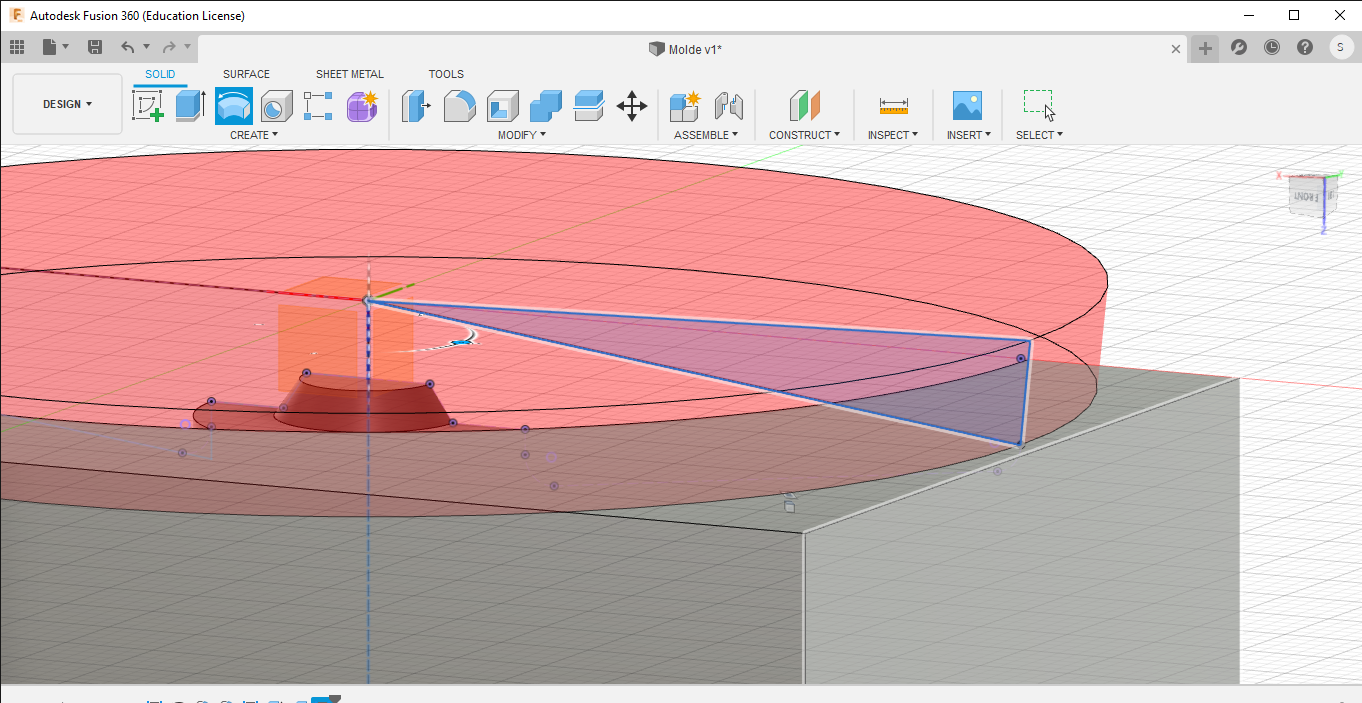 Autodesk Fusion 360 (Education License)
Molde v1*
S
SOLID SURFACE SHEET METAL TOOLS
DESIGN
CREATE MODIFY ASSEMBLE CONSTRUCT INSPECT INSERT SELECT
X
FRONT
Z